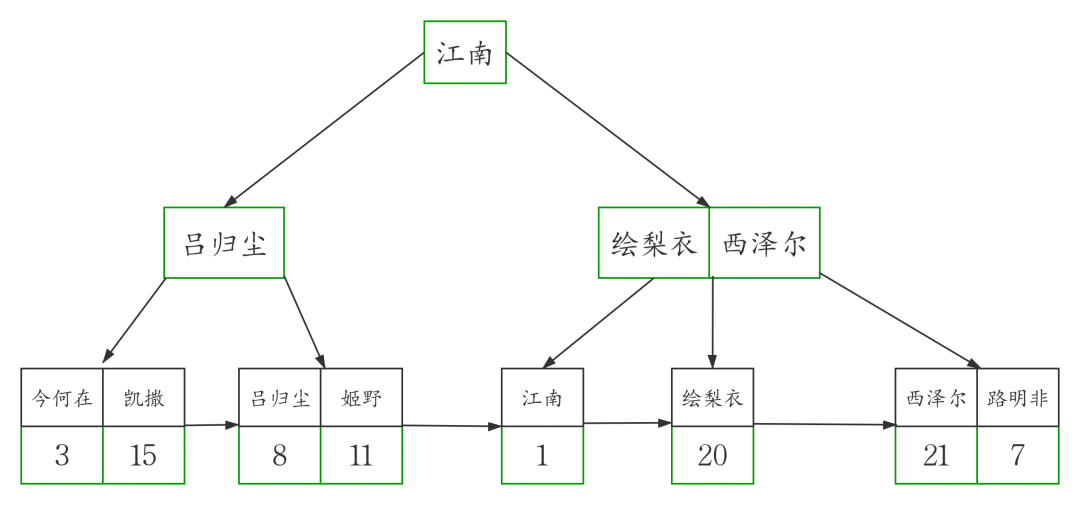 江南
吕归尘
绘梨衣 西泽尔
今何在 凯撒 吕归尘 姬野 江南 绘梨衣 西泽尔 路明非
3 15 8 11 1 20 21 7